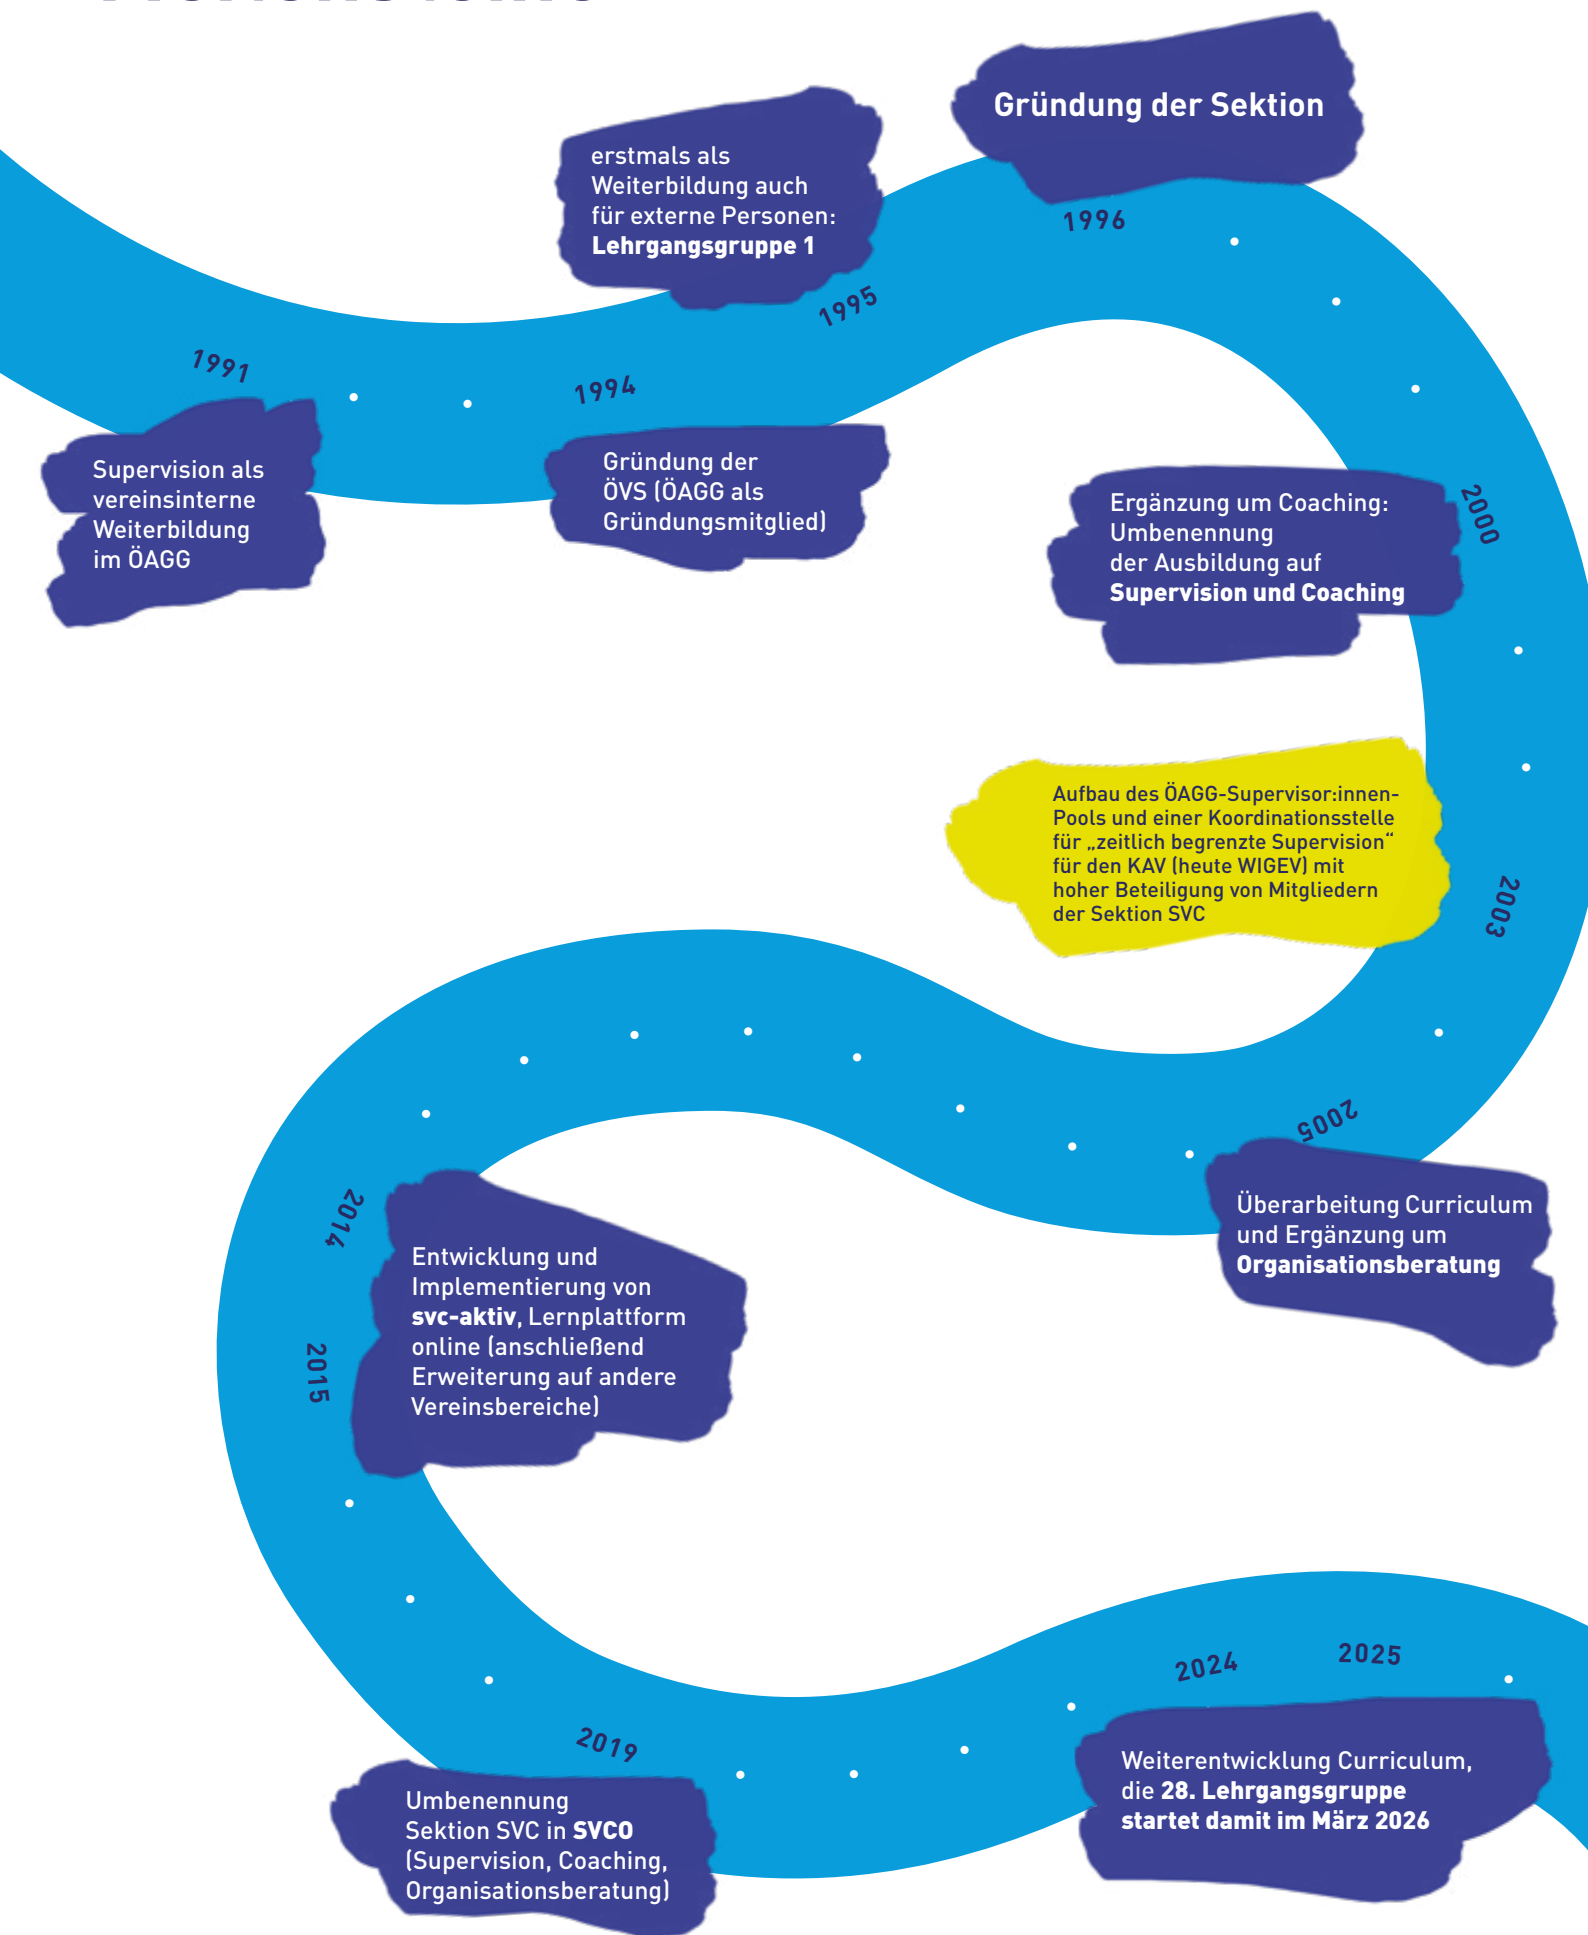 1991
Supervision als
vereinsinterne
Weiterbildung
im ÖAGG
1994
Gründung der
ÖVS (ÖAGG als
Gründungsmitglied)
erstmals als
Weiterbildung auch
für externe Personen:
Lehrgangsgruppe 1
1995
Gründung der Sektion
1996
2000
Ergänzung um Coaching:
Umbenennung
der Ausbildung auf
Supervision und Coaching
Aufbau des ÖAGG-Supervisor:innen-
Pools und einer Koordinationsstelle
für „zeitlich begrenzte Supervision“
für den KAV (heute WIGEV) mit
hoher Beteiligung von Mitgliedern
der Sektion SVC
2003
2005
Überarbeitung Curriculum
und Ergänzung um
Organisationsberatung
2014
2015
Entwicklung und
Implementierung von
svc-aktiv, Lernplattform
online (anschließend
Erweiterung auf andere
Vereinsbereiche)
2019
Umbenennung
Sektion SVC in SVCO
(Supervision, Coaching,
Organisationsberatung)
2024
2025
Weiterentwicklung Curriculum,
die 28. Lehrgangsgruppe
startet damit im März 2026